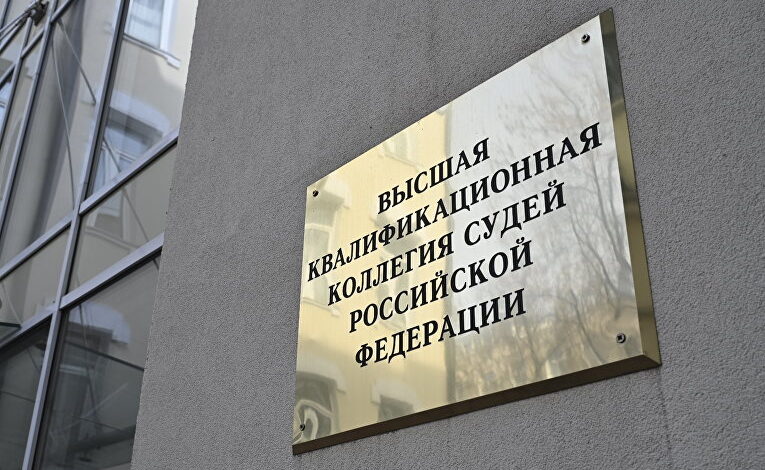 ВЫСШАЯ
КВАЛИФИКАЦИОННАЯ
КОЛЛЕГИЯ СУДЕЙ
РОССИЙСКОЙ
ФЕДЕРАЦИИ